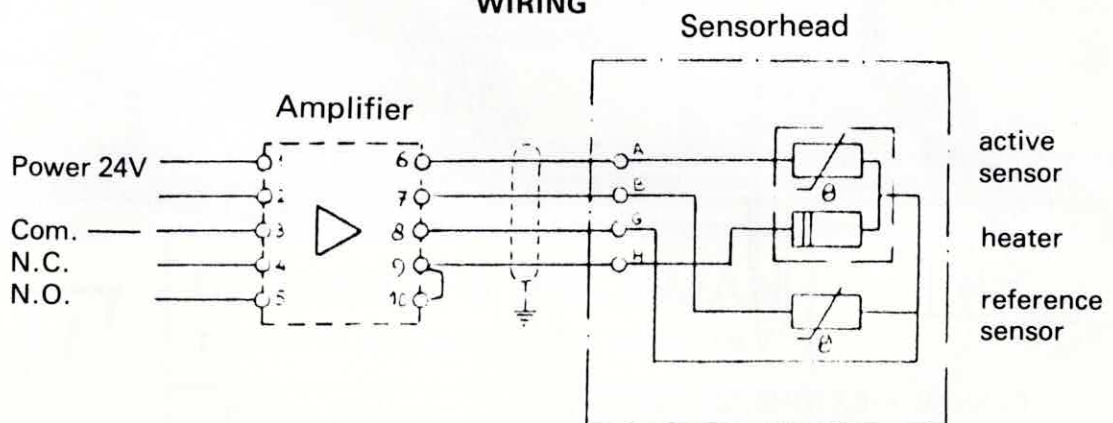 WIRING
Sensorhead
Amplifier
Power 24V
Com.
N.C.
N.O.
1
2
3
4
5
6
7
8
9
10
A
B
G
H
θ
θ
active
sensor
heater
reference
sensor